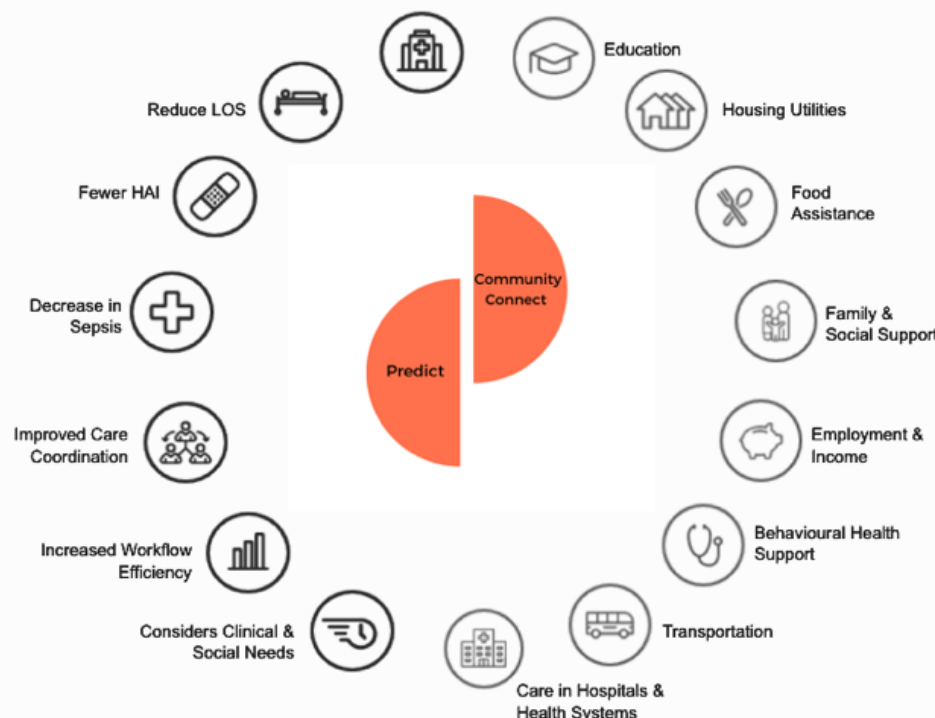 Education
Reduce LOS
Housing Utilities
Fewer HAI
Food
Assistance
Community
Connect
Decrease in
Sepsis
Family &
Social Support
Predict
Improved Care
Coordination
Employment &
Income
Increased Workflow
Efficiency
Behavioural Health
Support
Considers Clinical &
Social Needs
Transportation
Care in Hospitals &
Health Systems